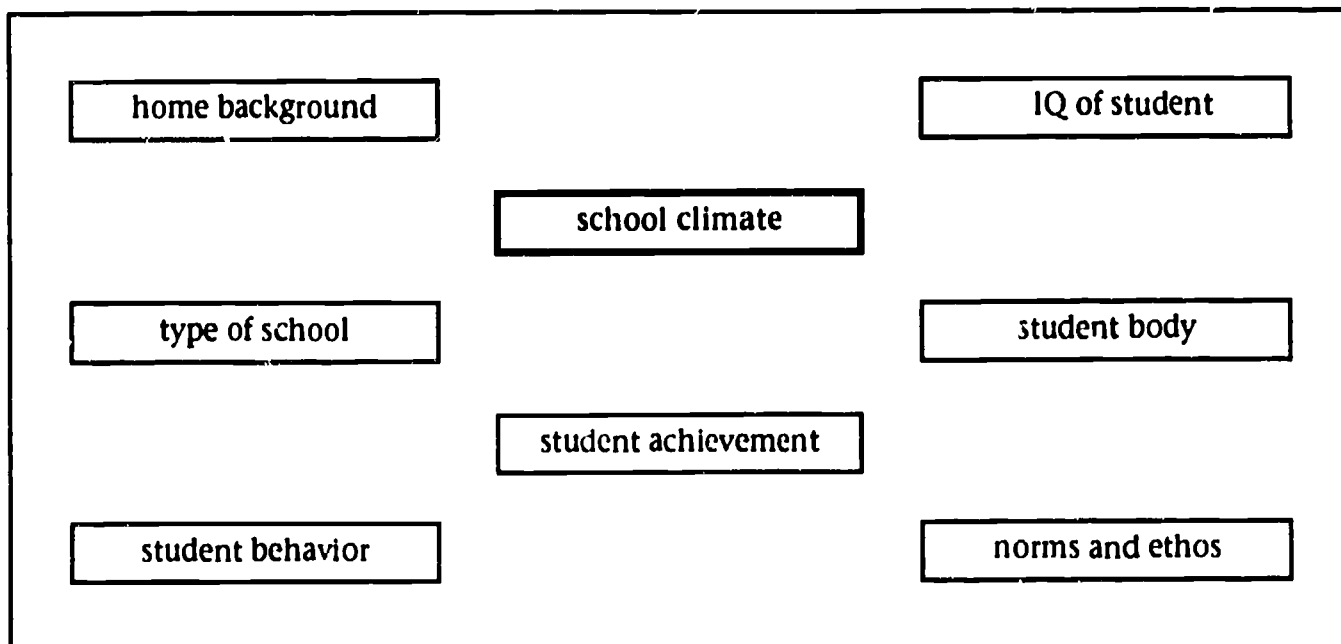 home background
IQ of student
school climate
type of school
student body
student achievement
student behavior
norms and ethos